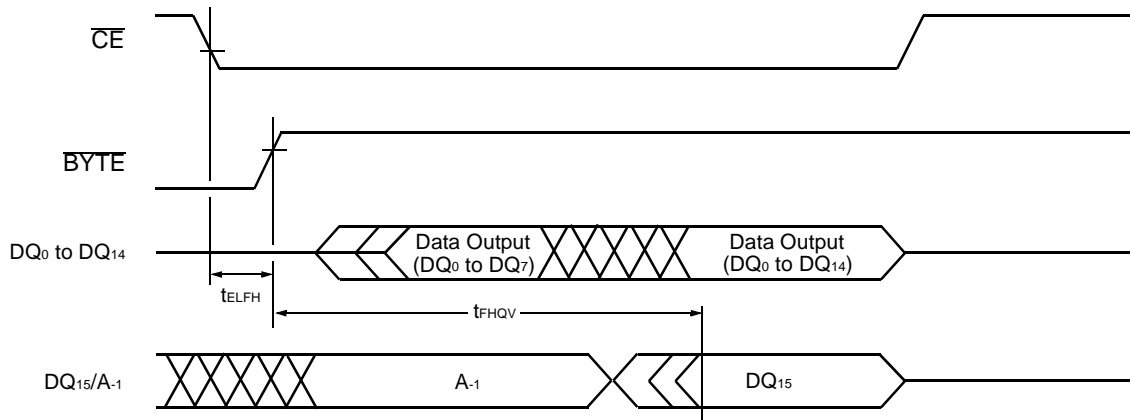 CE
BYTE
DQ0 to DQ14
Data Output
(DQ0 to DQ7)
Data Output
(DQ0 to DQ14)
tELFH
tFHQV
DQ15/A-1
A-1
DQ15